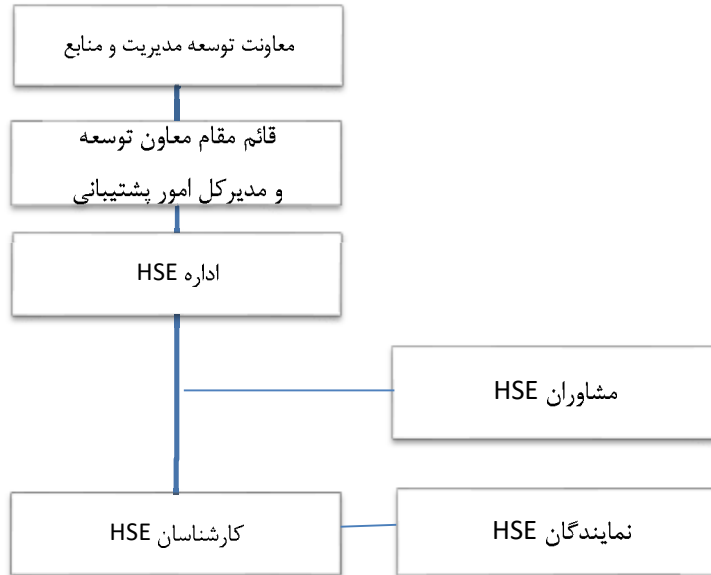 معاونت توسعه مدیریت و منابع
قائم مقام معاون توسعه
و مدیرکل امور پشتیبانی
اداره HSE
مشاوران HSE
کارشناسان HSE
نمایندگان HSE